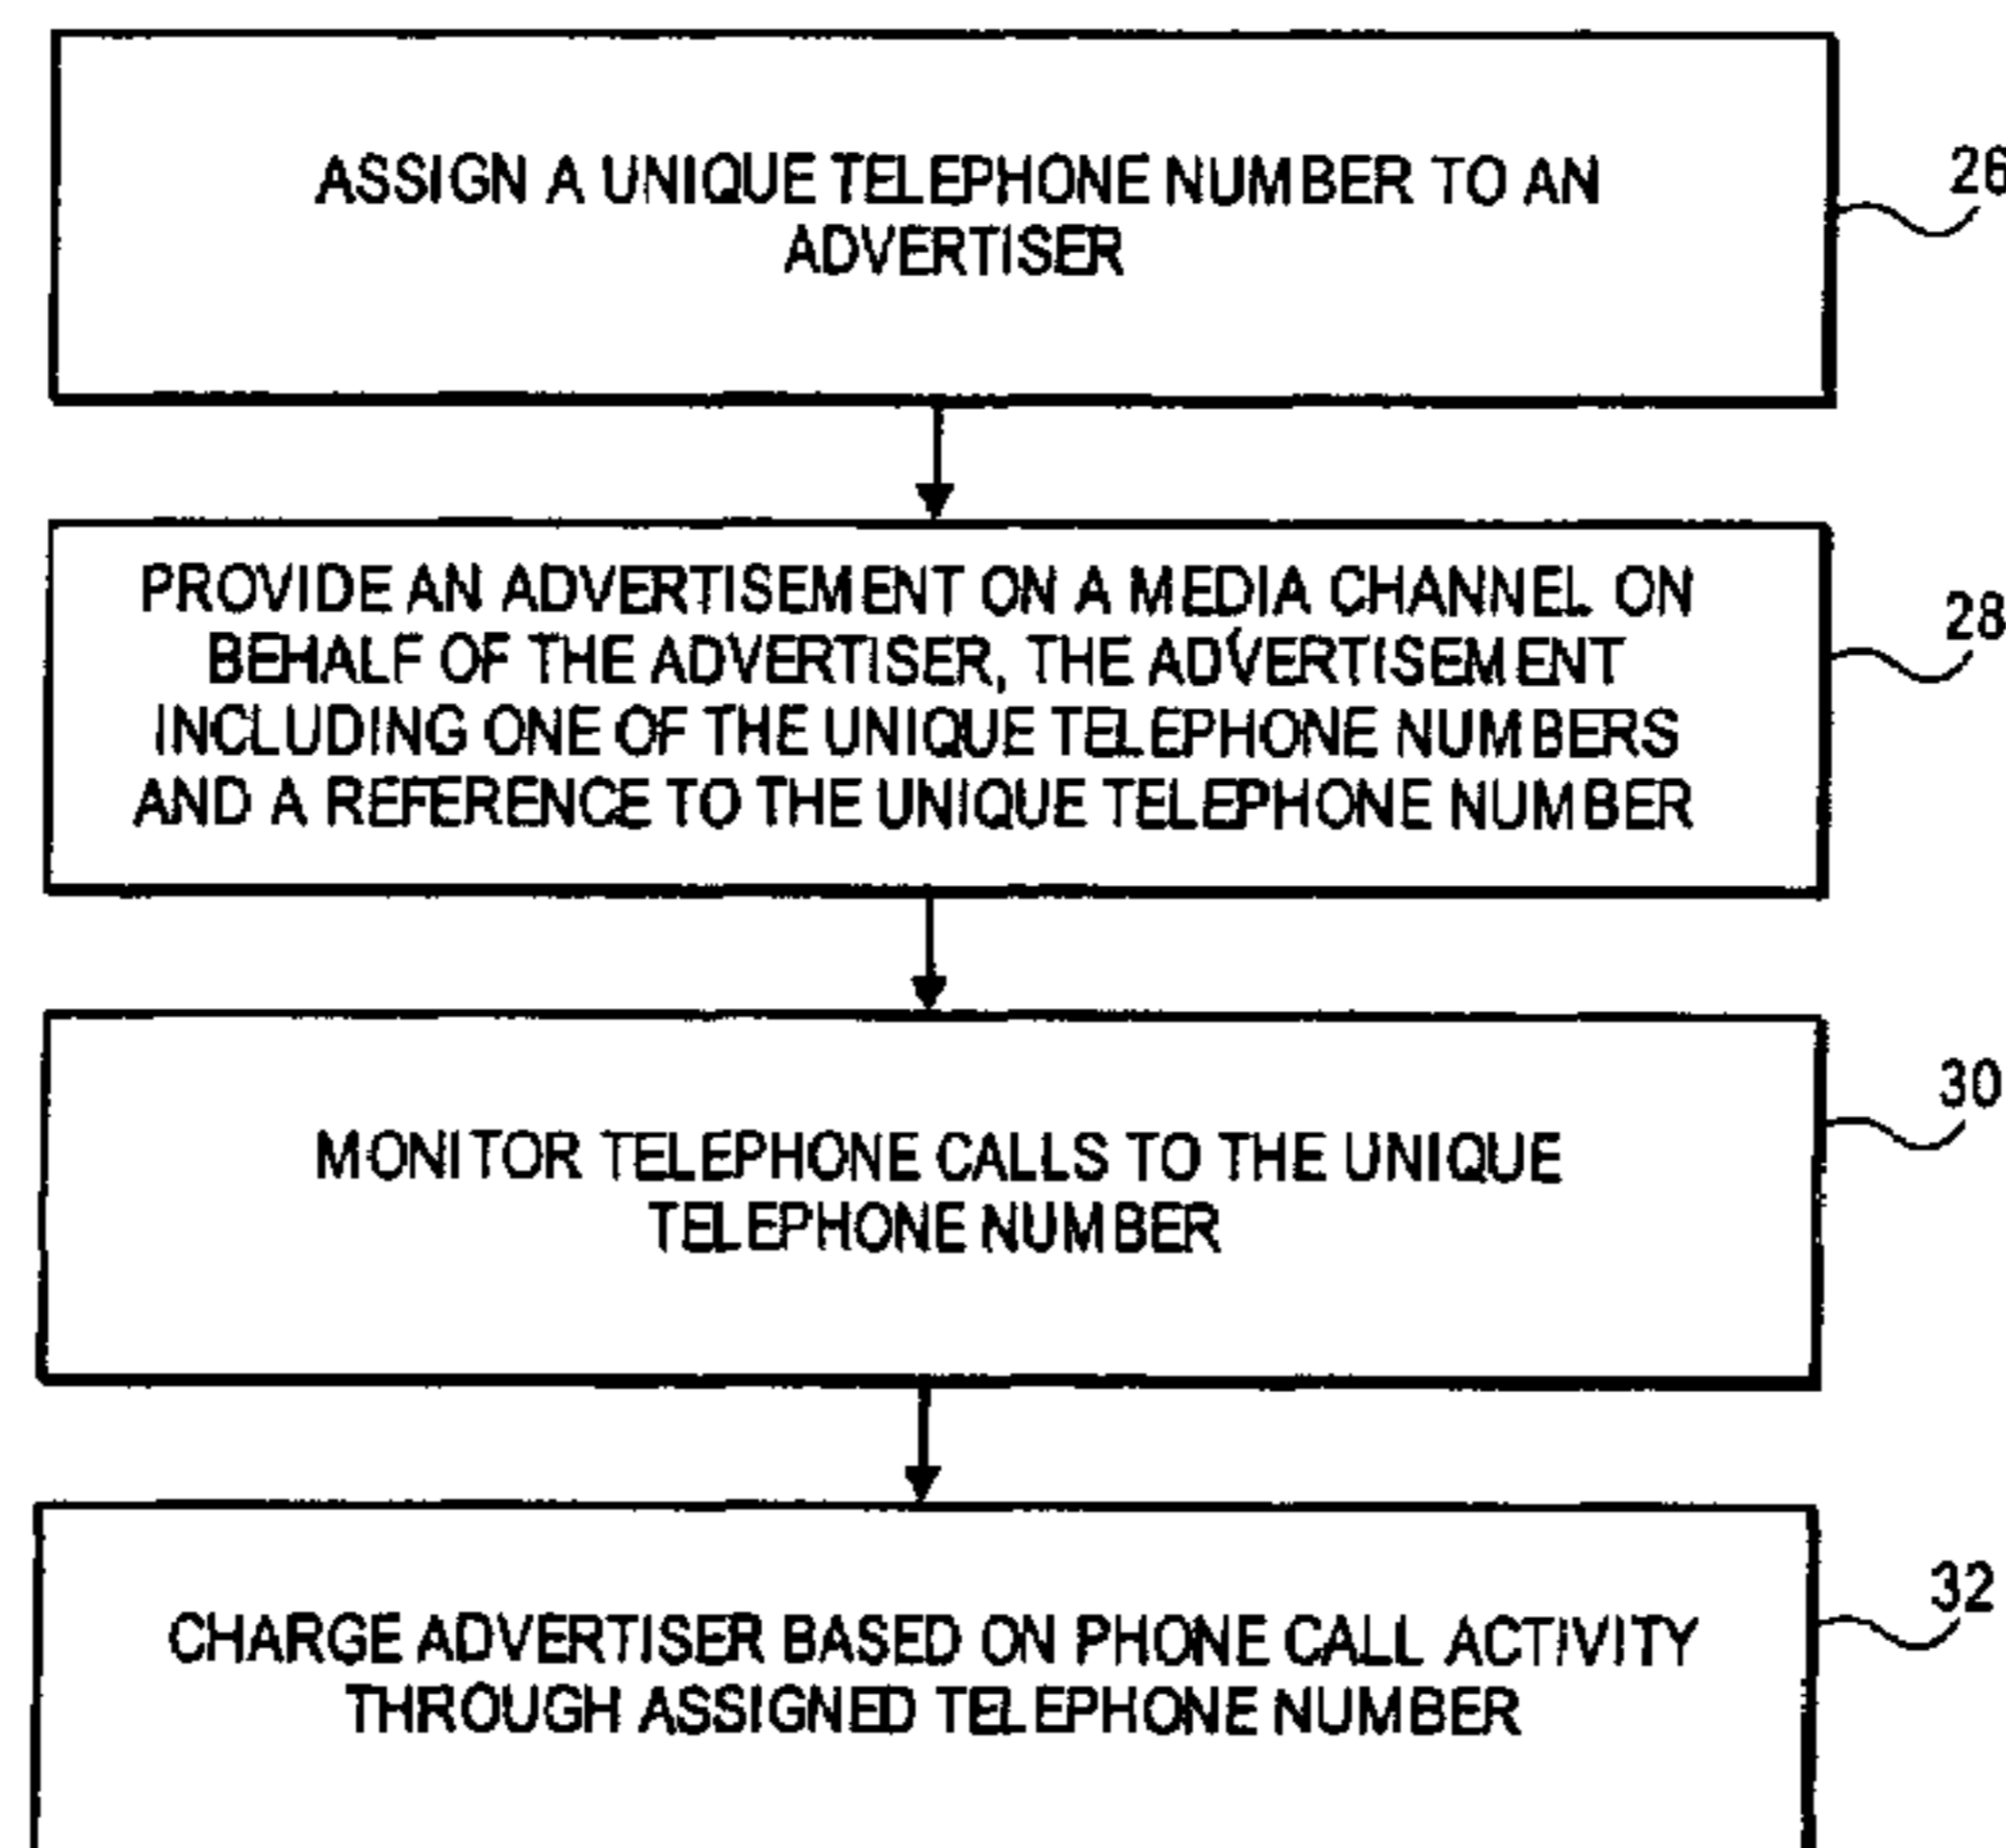 ASSIGN A UNIQUE TELEPHONE NUMBER TO AN
ADVERTISER
26
PROVIDE AN ADVERTISEMENT ON A MEDIA CHANNEL ON
BEHALF OF THE ADVERTISER, THE ADVERTISEMENT
INCLUDING ONE OF THE UNIQUE TELEPHONE NUMBERS
AND A REFERENCE TO THE UNIQUE TELEPHONE NUMBER
28
MONITOR TELEPHONE CALLS TO THE UNIQUE
TELEPHONE NUMBER
30
CHARGE ADVERTISER BASED ON PHONE CALL ACTIVITY
THROUGH ASSIGNED TELEPHONE NUMBER
32